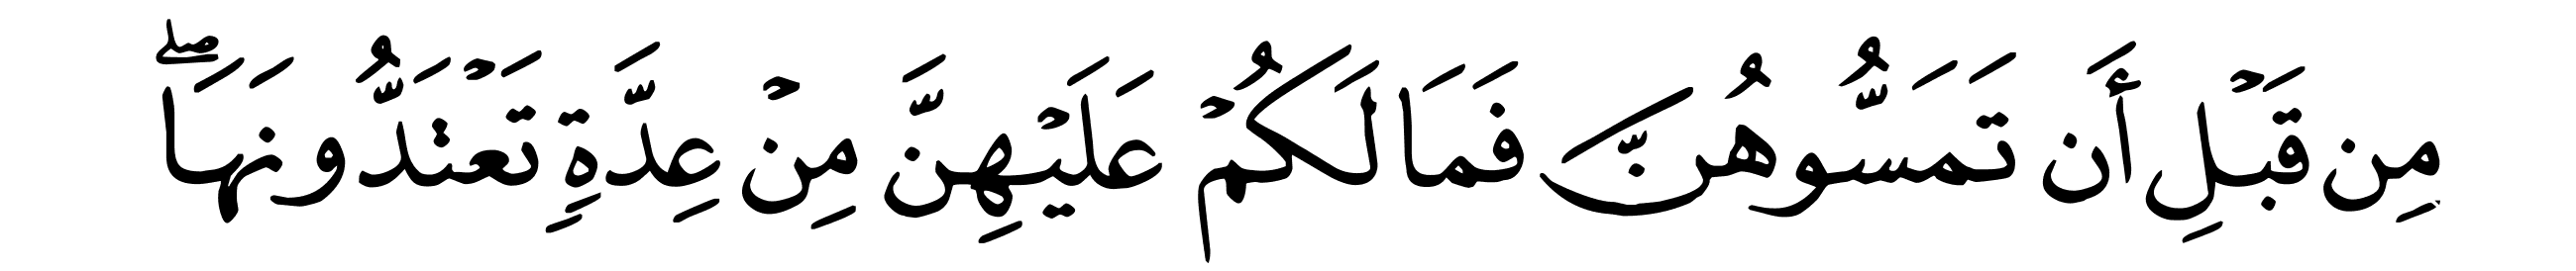 مِن قَبۡلِ أَن تَمَسُّوهُنَّ فَمَا لَكُمۡ عَلَيۡهِنَّ مِنۡ عِدَّةٖ تَعۡتَدُّونَهَاۖ